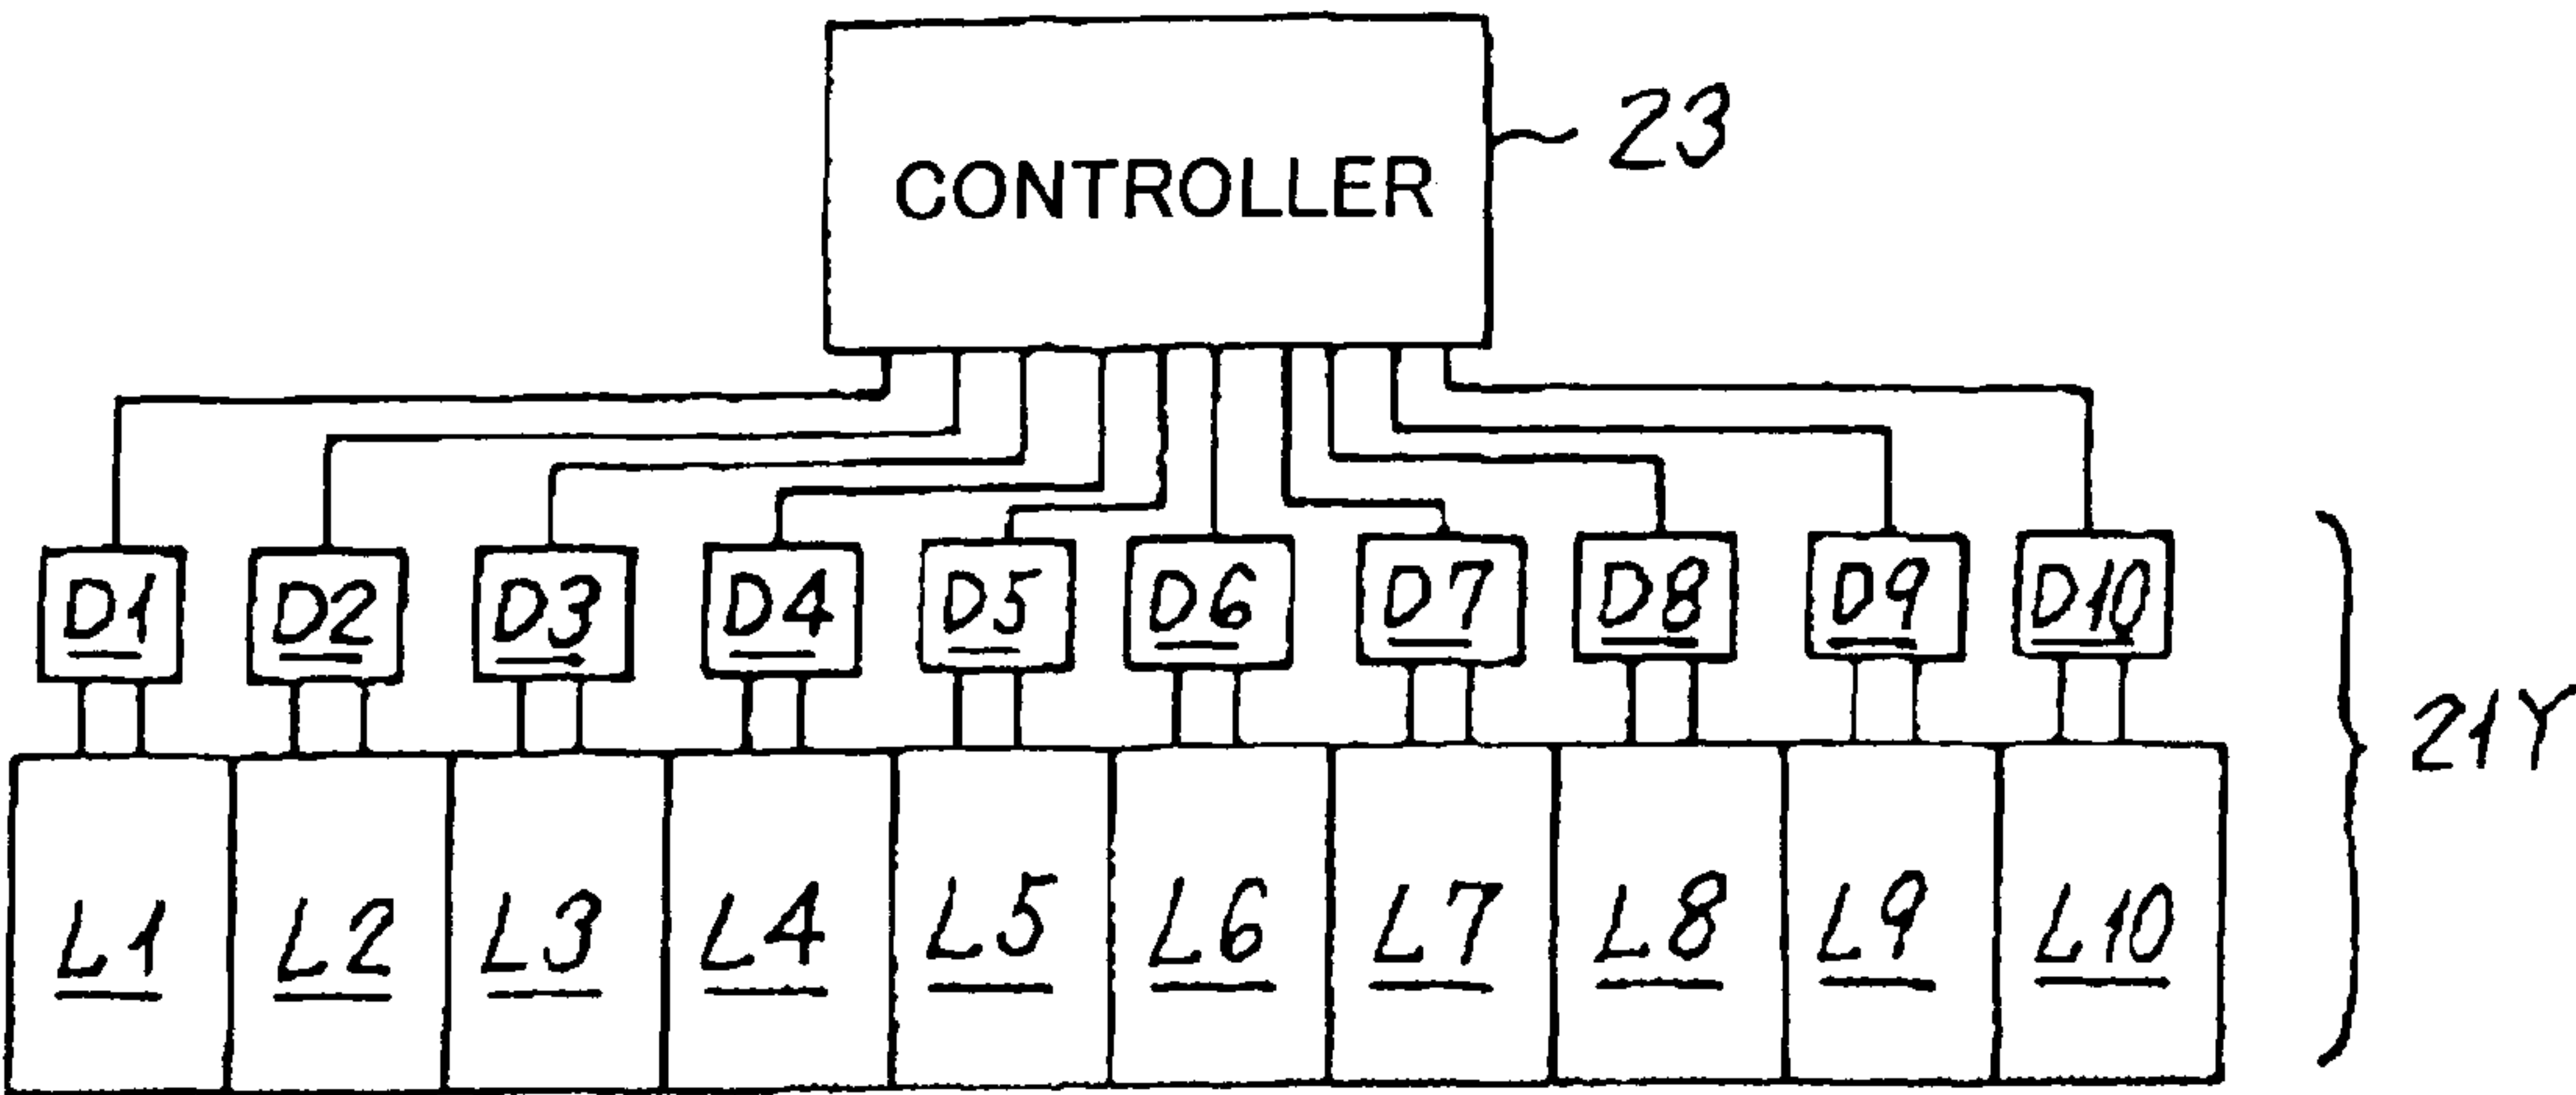 CONTROLLER
23
D1 D2 D3 D4 D5 D6 D7 D8 D9 D10
21Y
L1 L2 L3 L4 L5 L6 L7 L8 L9 L10